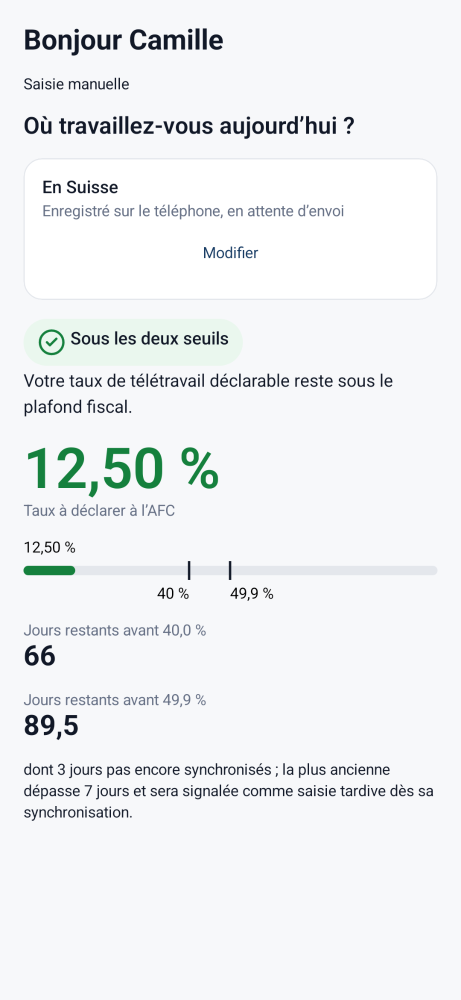 Bonjour Camille
Saisie manuelle
Où travaillez-vous aujourd’hui ?
En Suisse
Enregistré sur le téléphone, en attente d’envoi
Modifier
Sous les deux seuils
Votre taux de télétravail déclarable reste sous le
plafond fiscal.
12,50 %
Taux à déclarer à l’AFC
12,50 %
40 %
49,9 %
Jours restants avant 40,0 %
66
Jours restants avant 49,9 %
89,5
dont 3 jours pas encore synchronisés ; la plus ancienne
dépasse 7 jours et sera signalée comme saisie tardive dès sa
synchronisation.